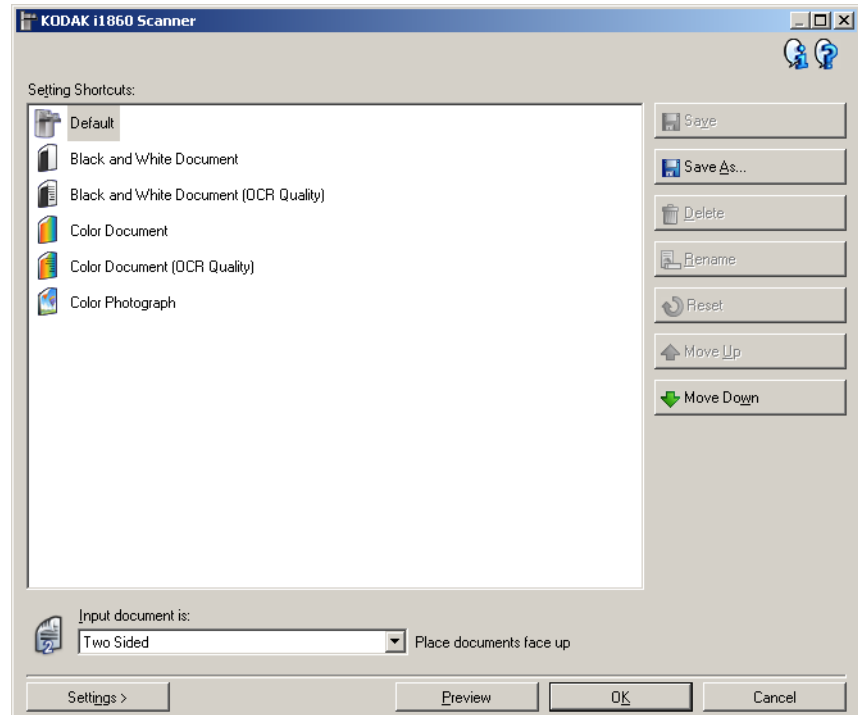 KODAK i1860 Scanner
Setting Shortcuts:
Default
Black and White Document
Black and White Document (OCR Quality)
Color Document
Color Document (OCR Quality)
Color Photograph
Save
Save As...
Delete
Rename
Reset
Move Up
Move Down
Input document is:
2
Two Sided
Place documents face up
Settings >
Preview
OK
Cancel